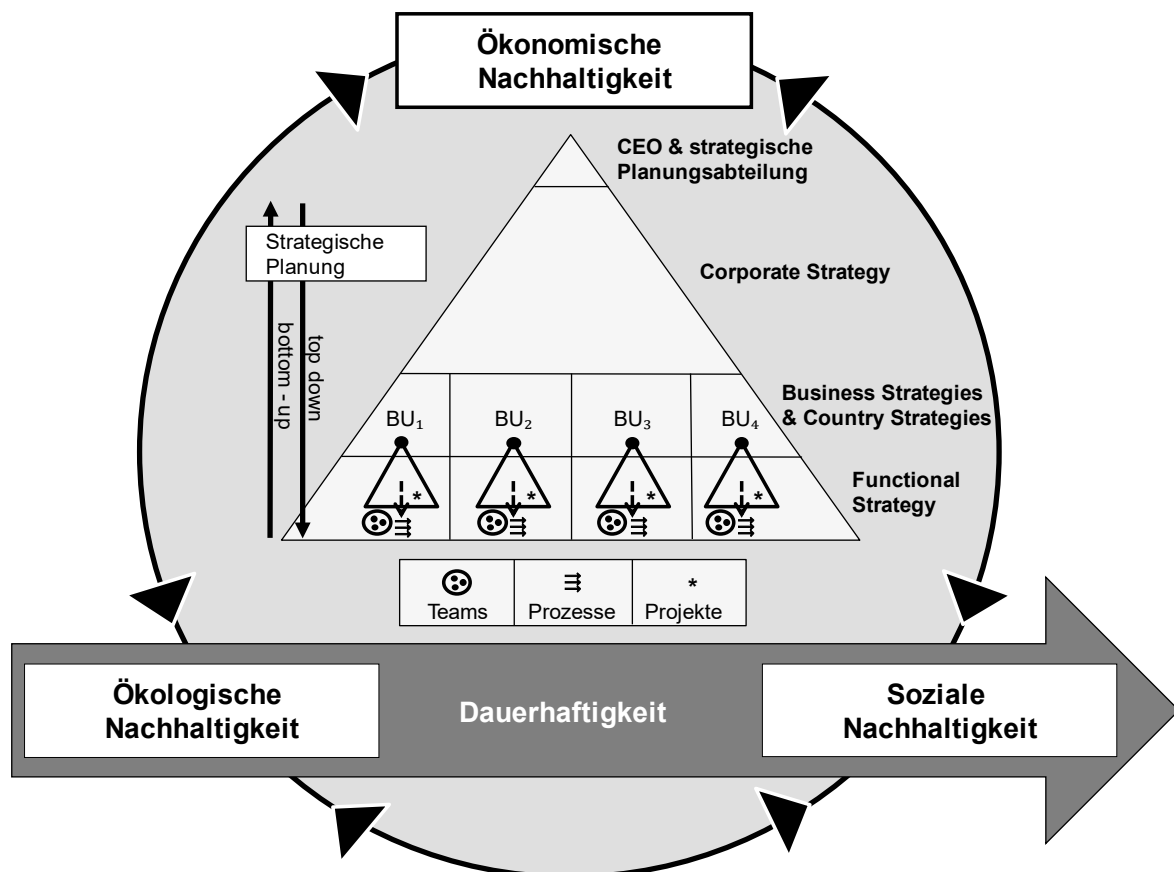 Ökonomische
Nachhaltigkeit
CEO & strategische
Planungsabteilung
Strategische
Planung
Corporate Strategy
bottom - up
top down
Business Strategies
& Country Strategies
BU₁
BU₂
BU₃
BU₄
Functional
Strategy
*
*
*
*
*
Teams
Prozesse
Projekte
Ökologische
Nachhaltigkeit
Dauerhaftigkeit
Soziale
Nachhaltigkeit